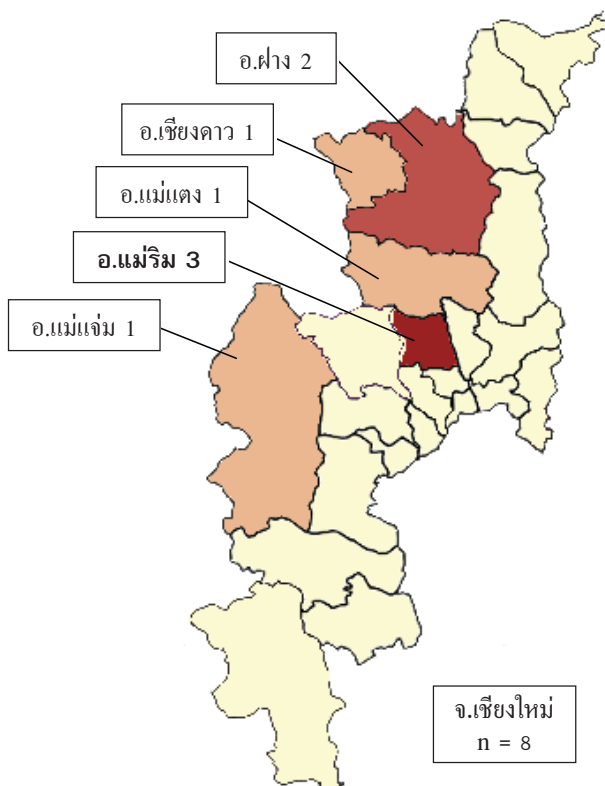 อ.ฝาง 2
อ.เชียงดาว 1
อ.แม่แตง 1
อ.แม่ริม 3
อ.แม่แจ่ม 1
จ.เชียงใหม่
n = 8